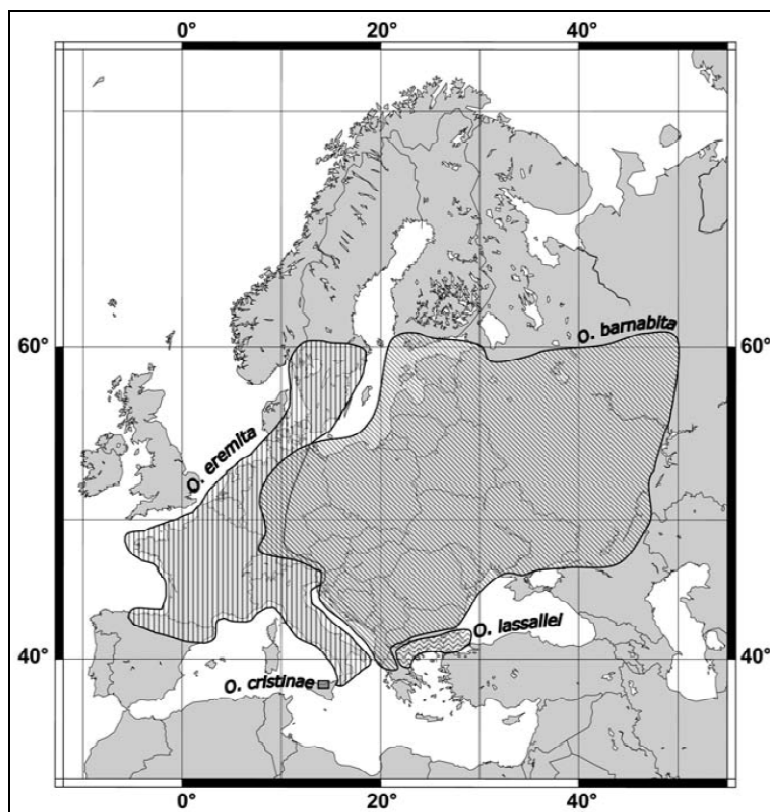 0° 20° 40°
O. barnabita
60° 60°
O. eremita
O. lassallei
40° 40°
O. cristinae
0° 20° 40°